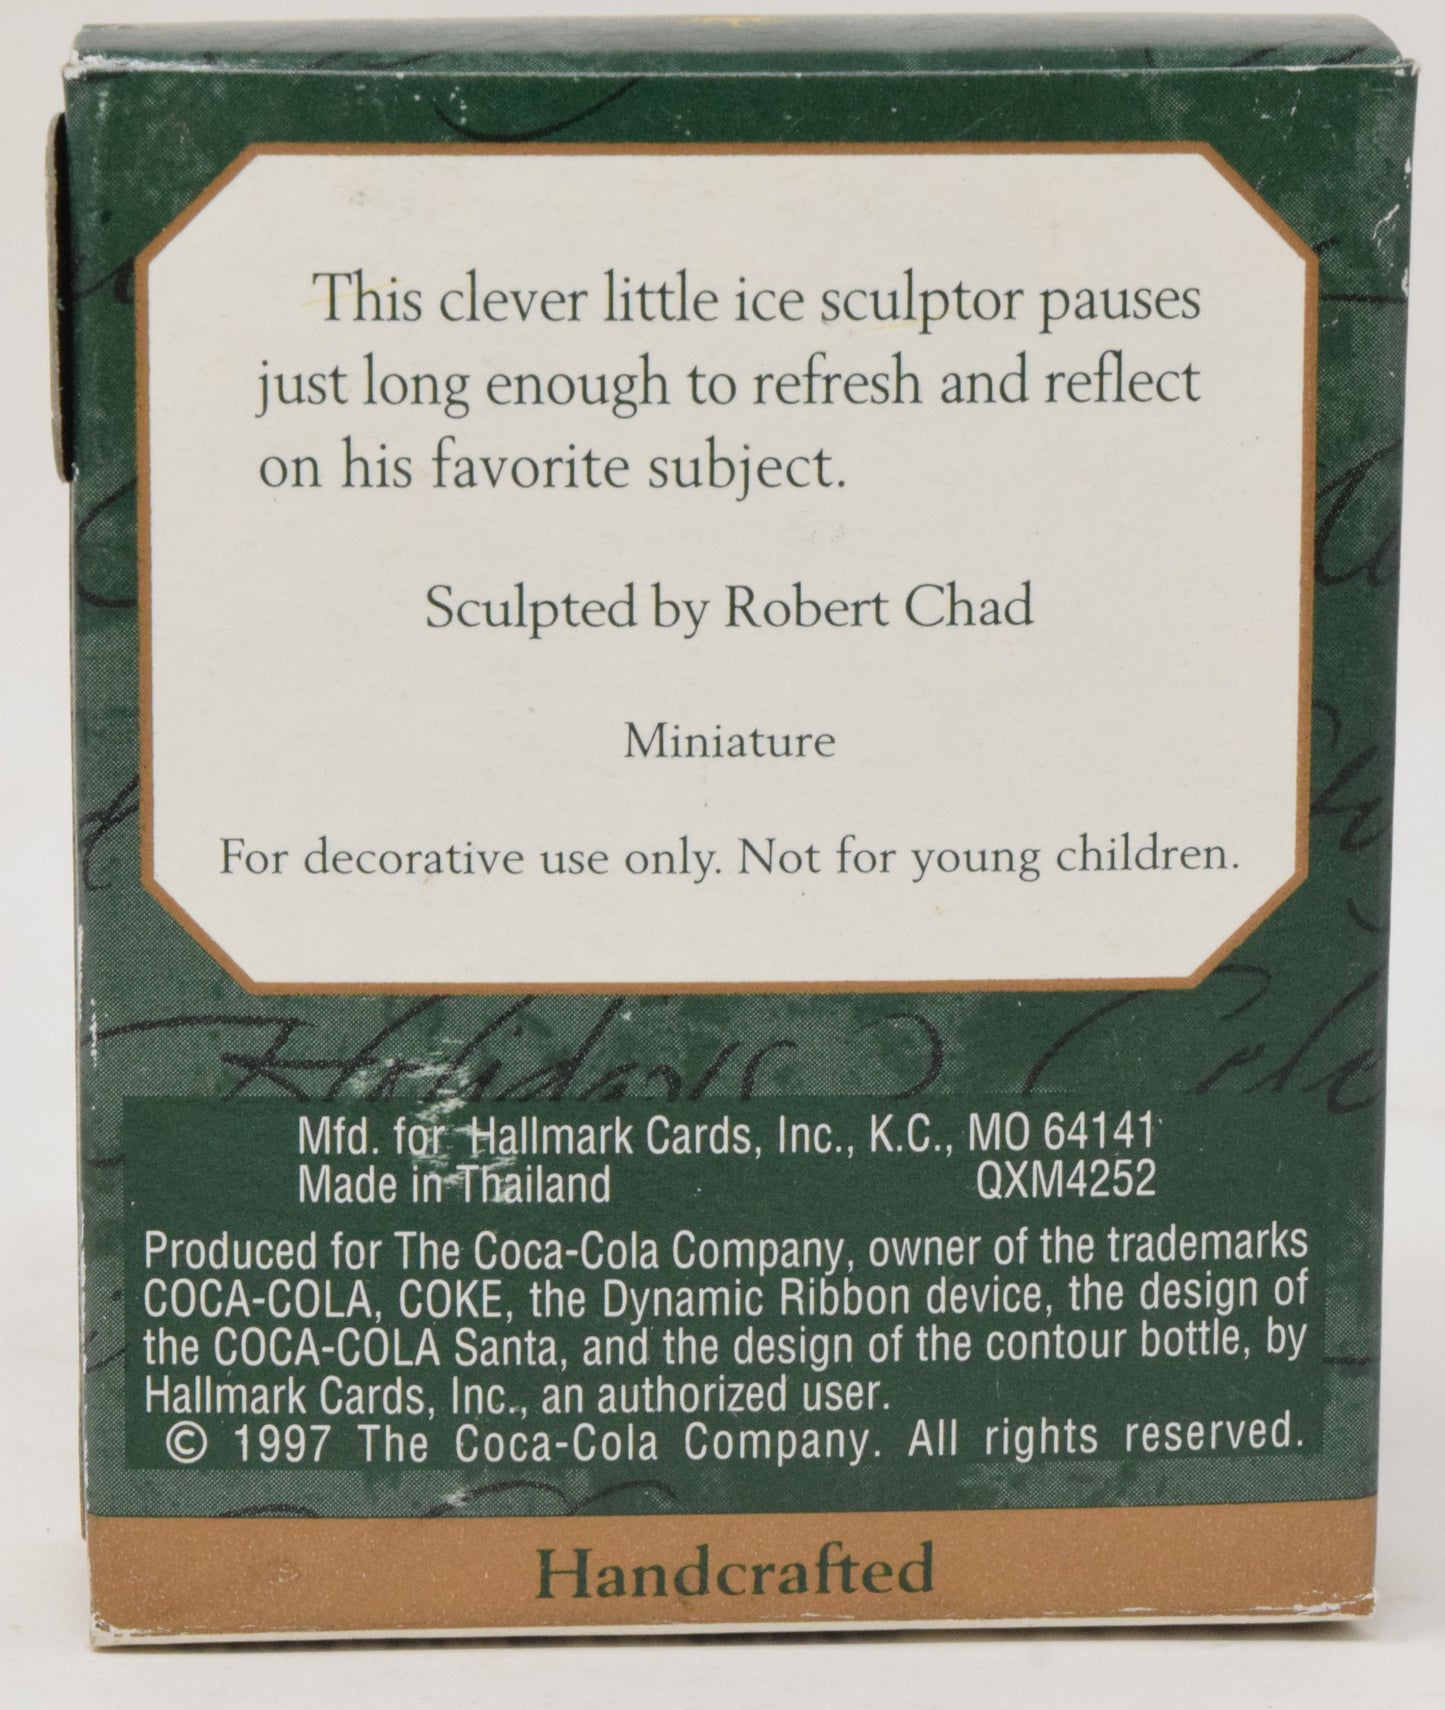 This clever little ice sculptor pauses
just long enough to refresh and reflect
on his favorite subject.
Sculpted by Robert Chad
Miniature
For decorative use only. Not for young children.
Holidays
Cele
Mfd. for Hallmark Cards, Inc., K.C., MO 64141
Made in Thailand QXM4252
Produced for The Coca-Cola Company, owner of the trademarks
COCA-COLA, COKE, the Dynamic Ribbon device, the design of
the COCA-COLA Santa, and the design of the contour bottle, by
Hallmark Cards, Inc., an authorized user.
© 1997 The Coca-Cola Company. All rights reserved.
Handcrafted